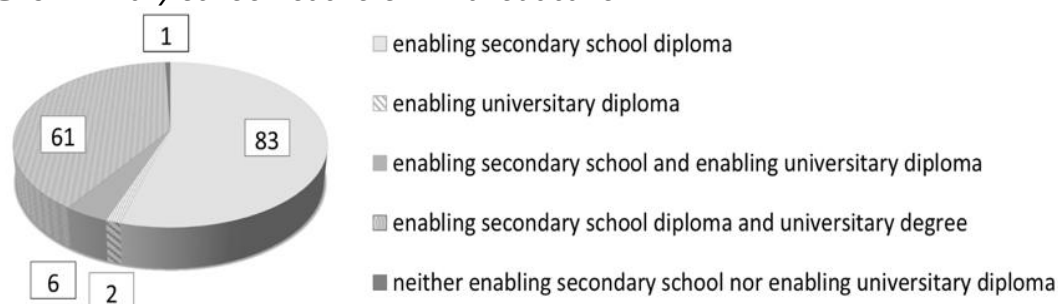 1
enabling secondary school diploma
enabling universitary diploma
61
83
enabling secondary school and enabling universitary diploma
enabling secondary school diploma and universitary degree
6
2
neither enabling secondary school nor enabling universitary diploma